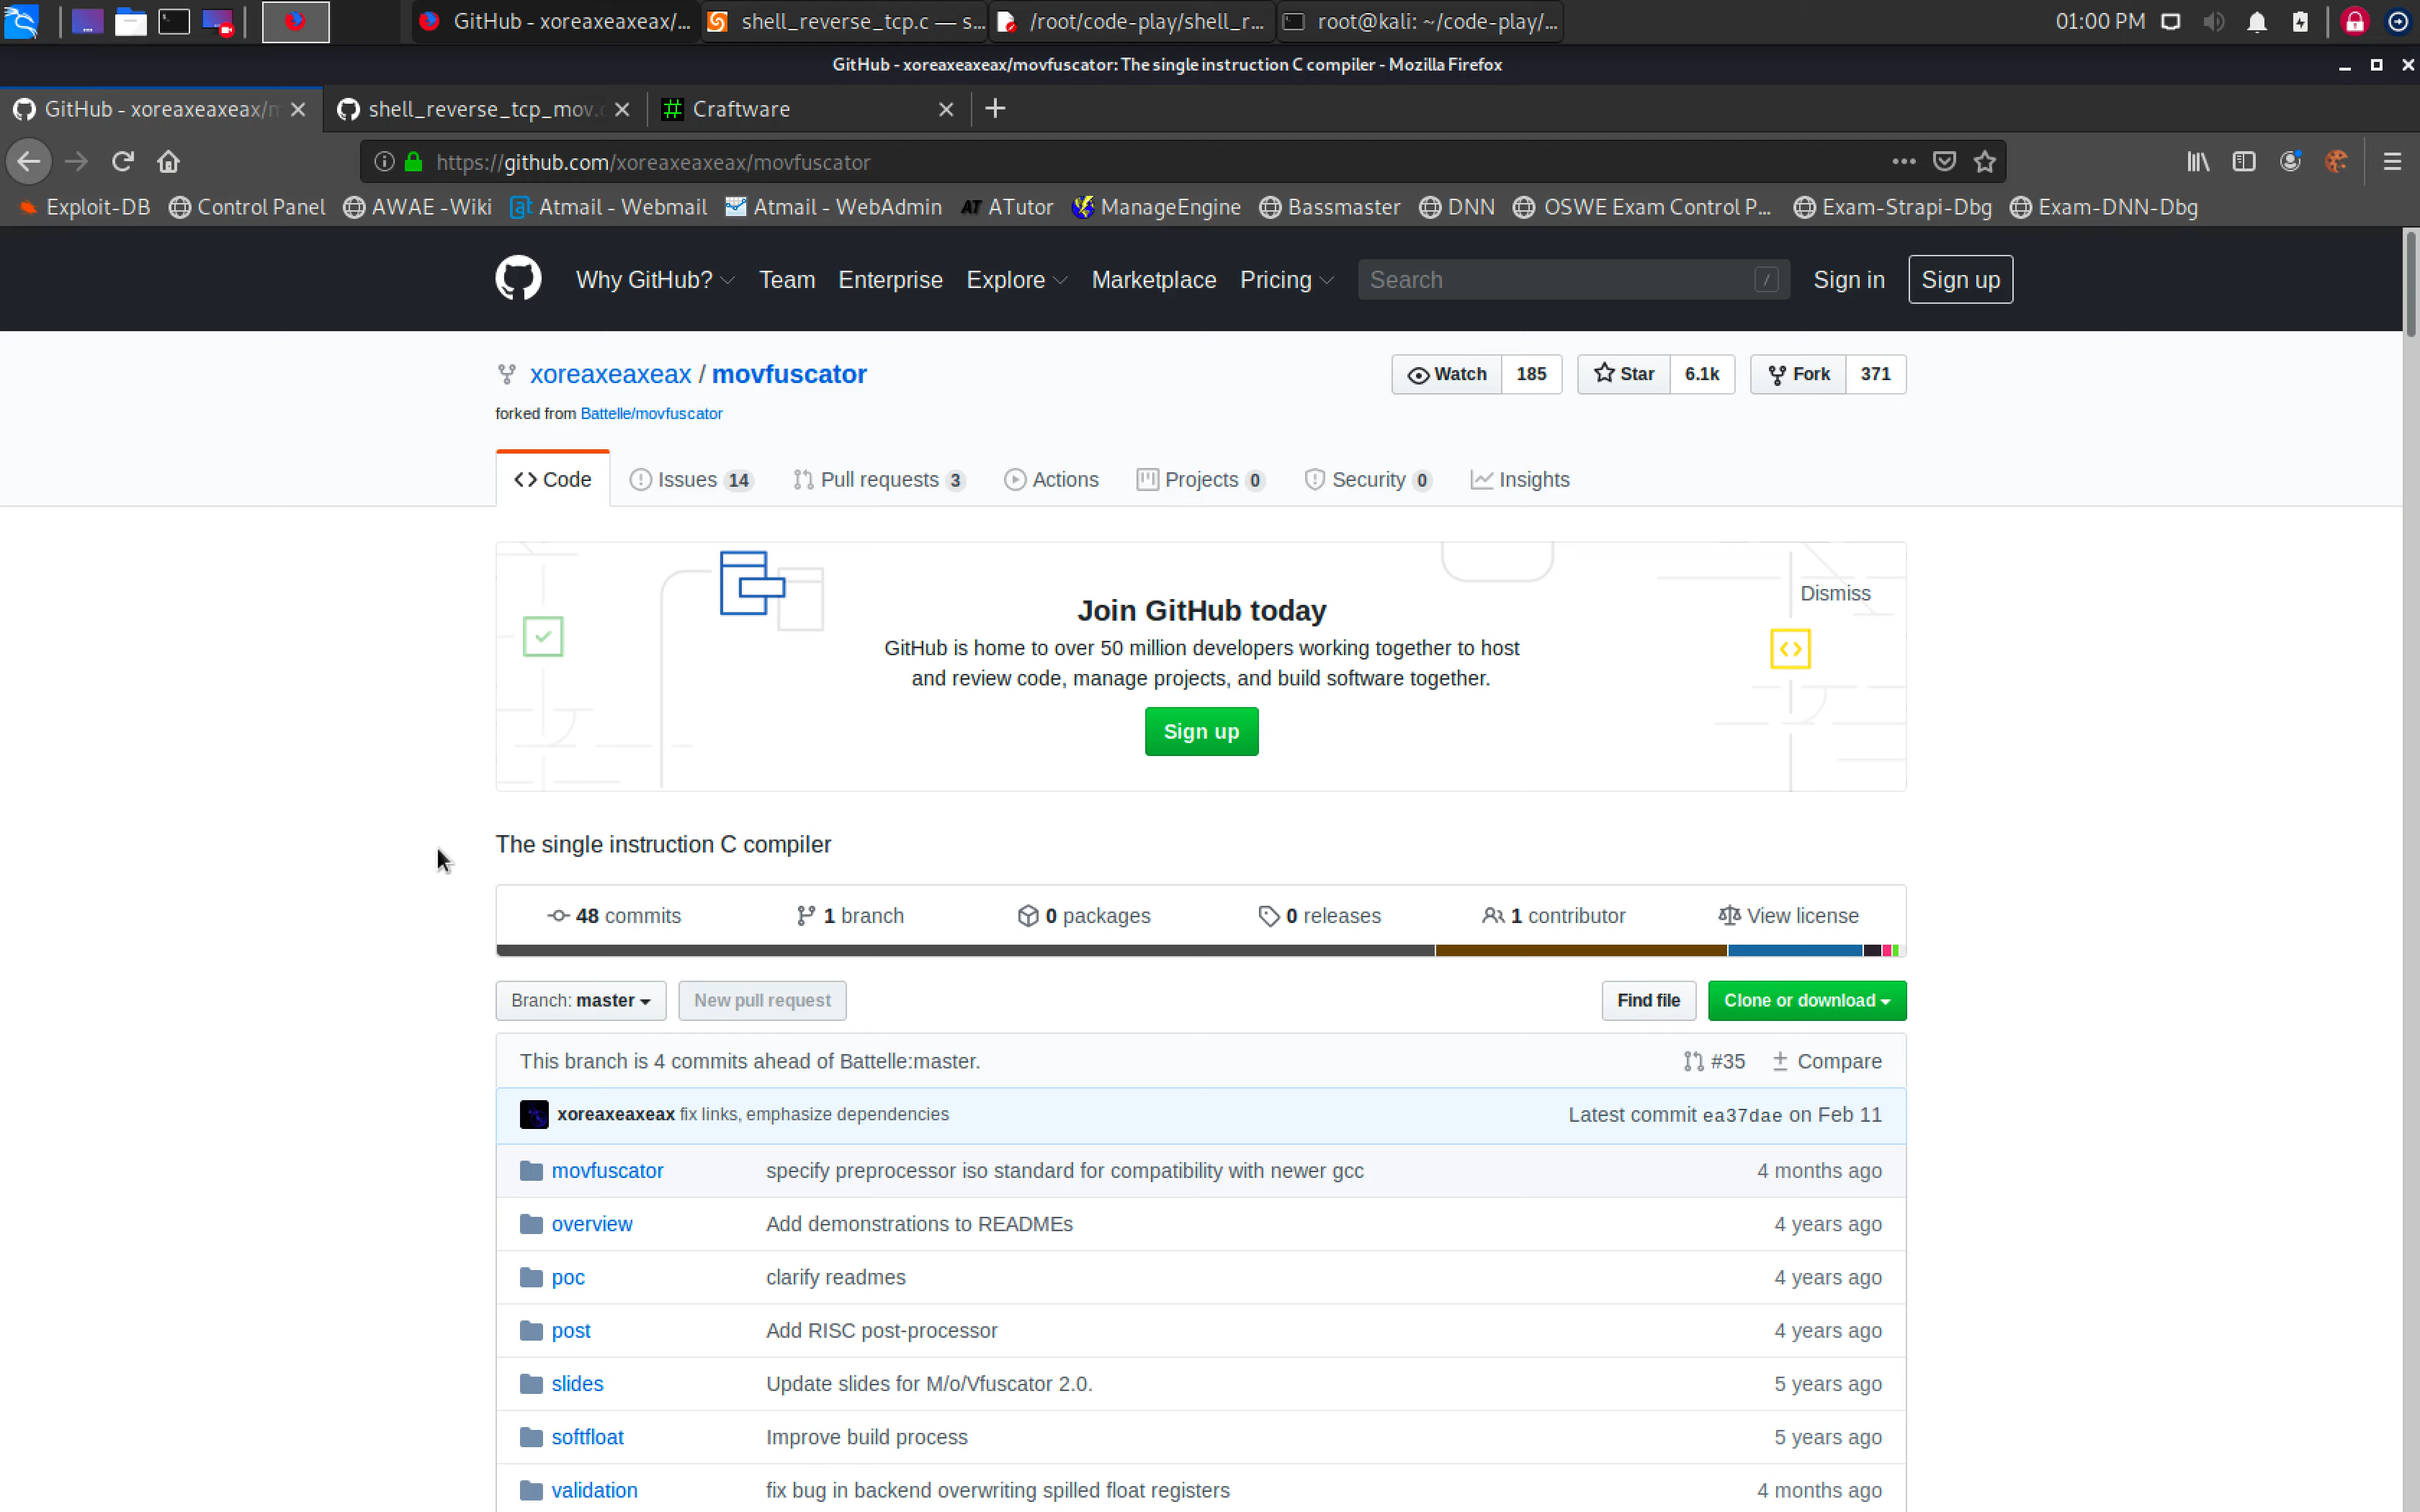 GitHub - xoreaxeaxeax/... shell_reverse_tcp.c — s... /root/code-play/shell_r... root@kali: ~/code-play/... 01:00 PM
GitHub - xoreaxeaxeax/movfuscator: The single instruction C compiler - Mozilla Firefox
GitHub - xoreaxeaxeax/m shell_reverse_tcp_mov.c Craftware
https://github.com/xoreaxeaxeax/movfuscator
Exploit-DB Control Panel AWAE -Wiki Atmail - Webmail Atmail - WebAdmin ATutor ManageEngine Bassmaster DNN OSWE Exam Control P... Exam-Strapi-Dbg Exam-DNN-Dbg
Why GitHub? Team Enterprise Explore Marketplace Pricing Search / Sign in Sign up
xoreaxeaxeax / movfuscator Watch 185 Star 6.1k Fork 371
forked from Battelle/movfuscator
Code Issues 14 Pull requests 3 Actions Projects 0 Security 0 Insights
Dismiss
Join GitHub today
GitHub is home to over 50 million developers working together to host
and review code, manage projects, and build software together.
Sign up
The single instruction C compiler
48 commits 1 branch 0 packages 0 releases 1 contributor View license
Branch: master New pull request Find file Clone or download
This branch is 4 commits ahead of Battelle:master. #35 Compare
xoreaxeaxeax fix links, emphasize dependencies Latest commit ea37dae on Feb 11
movfuscator specify preprocessor iso standard for compatibility with newer gcc 4 months ago
overview Add demonstrations to READMEs 4 years ago
poc clarify readmes 4 years ago
post Add RISC post-processor 4 years ago
slides Update slides for M/o/Vfuscator 2.0. 5 years ago
softfloat Improve build process 5 years ago
validation fix bug in backend overwriting spilled float registers 4 months ago